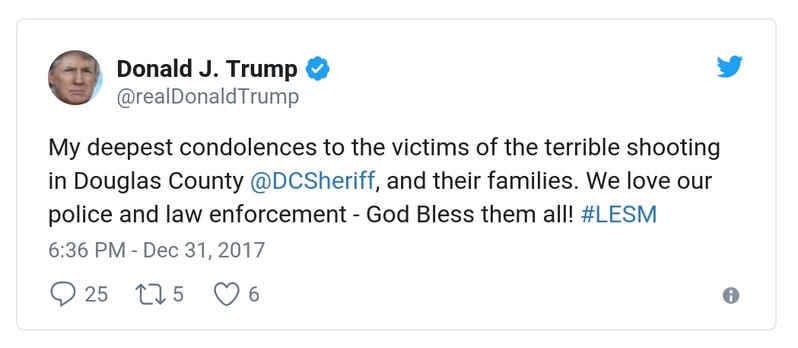 Donald J. Trump
@realDonaldTrump
My deepest condolences to the victims of the terrible shooting
in Douglas County @DCSheriff, and their families. We love our
police and law enforcement - God Bless them all! #LESM
6:36 PM - Dec 31, 2017
25 5 6